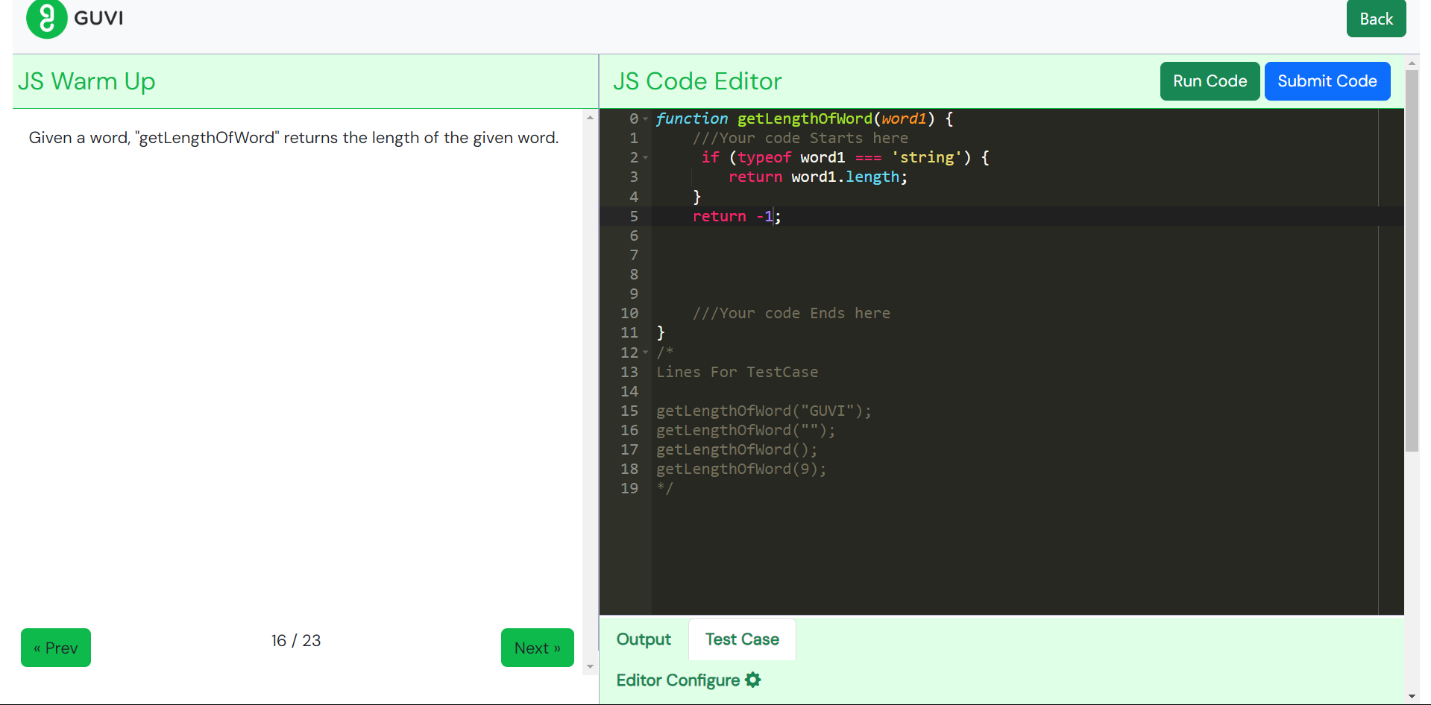 GUVI
Back
JS Warm Up
Given a word, "getLengthOfWord" returns the length of the given word.
« Prev
16 / 23
Next »
JS Code Editor
Run Code
Submit Code
0 function getLengthOfWord(word1) {
1     ///Your code Starts here
2      if (typeof word1 === 'string') {
3         return word1.length;
4     }
5     return -1;
6
7
8
9
10     ///Your code Ends here
11 }
12 /*
13 Lines For TestCase
14
15 getLengthOfWord("GUVI");
16 getLengthOfWord("");
17 getLengthOfWord();
18 getLengthOfWord(9);
19 */
Output
Test Case
Editor Configure